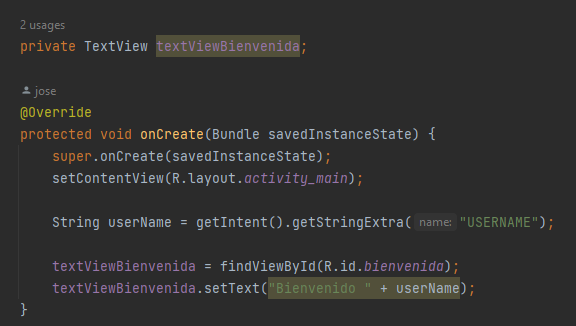 2 usages
private TextView textViewBienvenida;
jose
@Override
protected void onCreate(Bundle savedInstanceState) {
super.onCreate(savedInstanceState);
setContentView(R.layout.activity_main);
String userName = getIntent().getStringExtra( name: "USERNAME");
textViewBienvenida = findViewById(R.id.bienvenida);
textViewBienvenida.setText("Bienvenido " + userName);
}